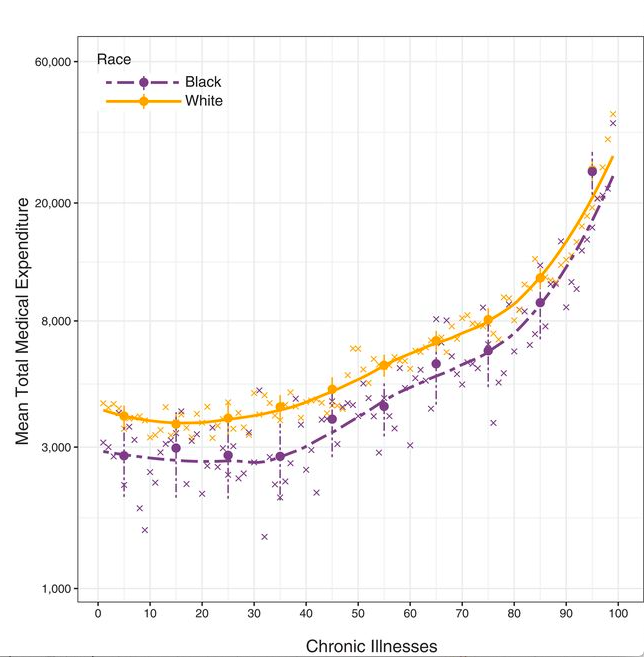 Race
Black
White
60,000
20,000
8,000
3,000
1,000
Mean Total Medical Expenditure
0 10 20 30 40 50 60 70 80 90 100
Chronic Illnesses